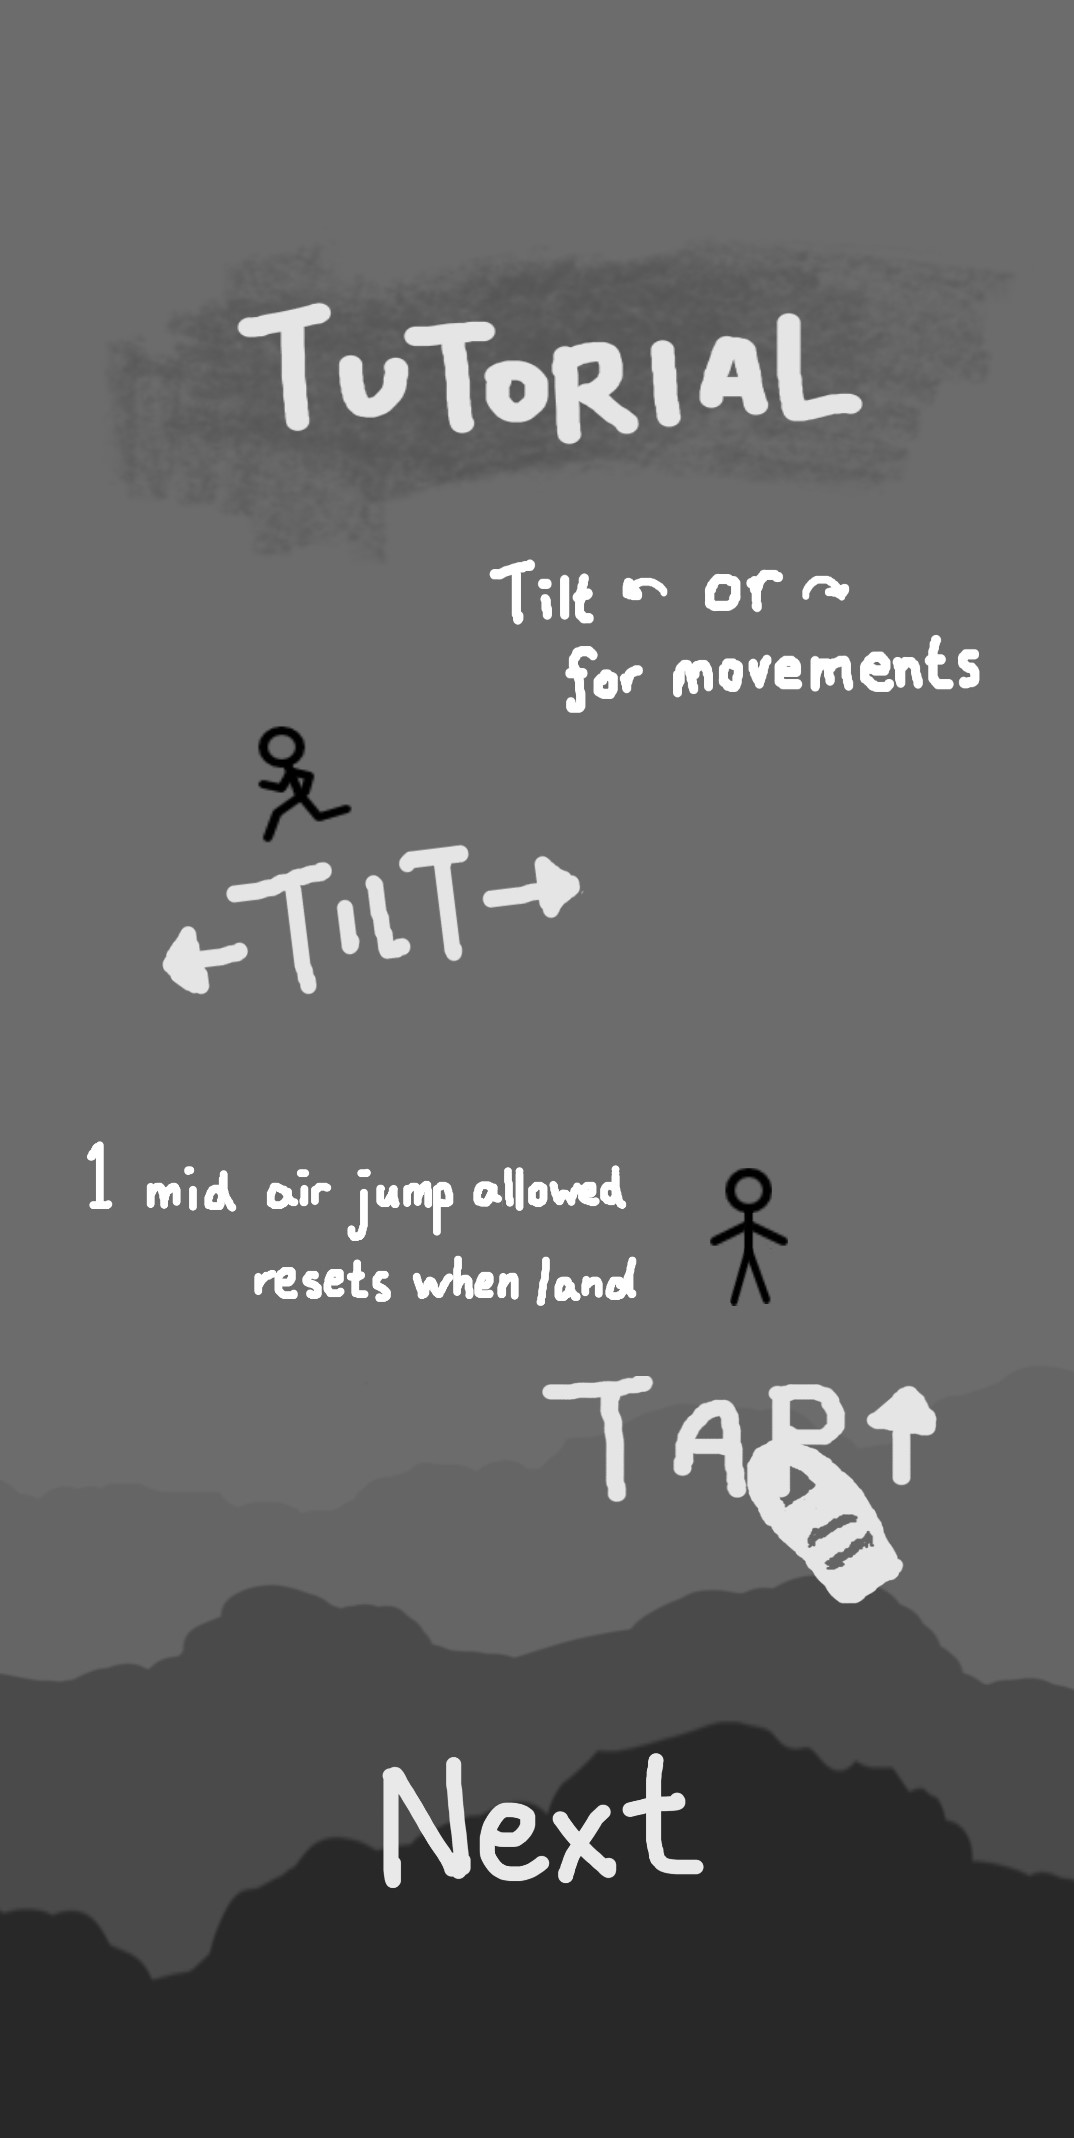 TUTORIAL
Tilt ↶ or ↷
for movements
←TILT→
1 mid air jump allowed
resets when land
TAP↑
Next